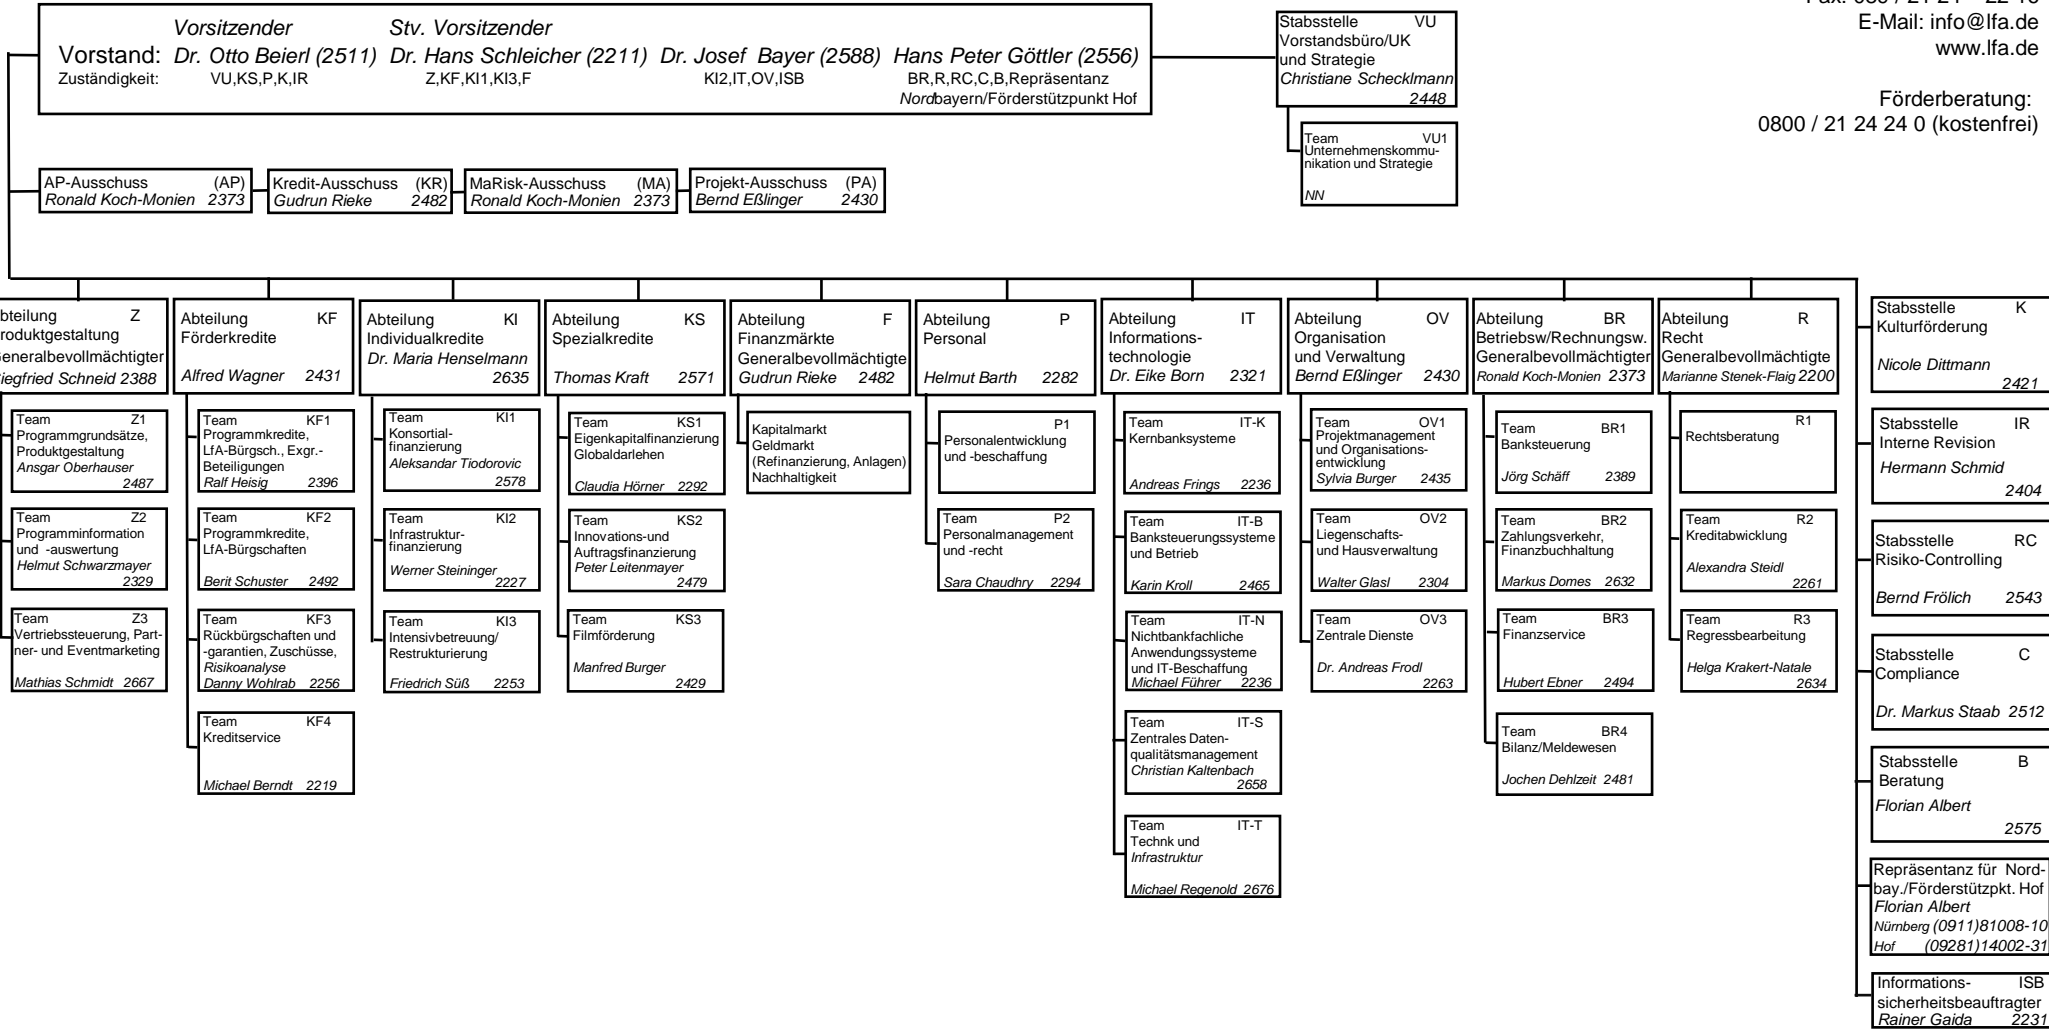 Vorsitzender Stv. Vorsitzender
Vorstand: Dr. Otto Beierl (2511) Dr. Hans Schleicher (2211) Dr. Josef Bayer (2588) Hans Peter Göttler (2556)
Zuständigkeit: VU,KS,P,K,IR Z,KF,KI1,KI3,F KI2,IT,OV,ISB BR,R,RC,C,B,Repräsentanz
Nordbayern/Förderstützpunkt Hof
Stabsstelle VU
Vorstandsbüro/UK
und Strategie
Christiane Schecklmann
2448
Team VU1
Unternehmenskommu-
nikation und Strategie
NN
E-Mail: info@lfa.de
www.lfa.de
Förderberatung:
0800 / 21 24 24 0 (kostenfrei)
AP-Ausschuss (AP)
Ronald Koch-Monien 2373
Kredit-Ausschuss (KR)
Gudrun Rieke 2482
MaRisk-Ausschuss (MA)
Ronald Koch-Monien 2373
Projekt-Ausschuss (PA)
Bernd Eßlinger 2430
bteilung Z
roduktgestaltung
eneralbevollmächtigter
iegfried Schneid 2388
Team Z1
Programmgrundsätze,
Produktgestaltung
Ansgar Oberhauser
2487
Team Z2
Programminformation
und -auswertung
Helmut Schwarzmayer
2329
Team Z3
Vertriebssteuerung, Part-
ner- und Eventmarketing
Mathias Schmidt 2667
Abteilung KF
Förderkredite
Alfred Wagner 2431
Team KF1
Programmkredite,
LfA-Bürgsch., Exgr.-
Beteiligungen
Ralf Heisig 2396
Team KF2
Programmkredite,
LfA-Bürgschaften
Berit Schuster 2492
Team KF3
Rückbürgschaften und
-garantien, Zuschüsse,
Risikoanalyse
Danny Wohlrab 2256
Team KF4
Kreditservice
Michael Berndt 2219
Abteilung KI
Individualkredite
Dr. Maria Henselmann
2635
Team KI1
Konsortial-
finanzierung
Aleksandar Tiodorovic
2578
Team KI2
Infrastruktur-
finanzierung
Werner Steininger
2227
Team KI3
Intensivbetreuung/
Restrukturierung
Friedrich Süß 2253
Abteilung KS
Spezialkredite
Thomas Kraft 2571
Team KS1
Eigenkapitalfinanzierung
Globaldarlehen
Claudia Hörner 2292
Team KS2
Innovations-und
Auftragsfinanzierung
Peter Leitenmayer
2479
Team KS3
Filmförderung
Manfred Burger
2429
Abteilung F
Finanzmärkte
Generalbevollmächtigte
Gudrun Rieke 2482
Kapitalmarkt
Geldmarkt
(Refinanzierung, Anlagen)
Nachhaltigkeit
Abteilung P
Personal
Helmut Barth 2282
P1
Personalentwicklung
und -beschaffung
Team P2
Personalmanagement
und -recht
Sara Chaudhry 2294
Abteilung IT
Informations-
technologie
Dr. Eike Born 2321
Team IT-K
Kernbanksysteme
Andreas Frings 2236
Team IT-B
Banksteuerungssysteme
und Betrieb
Karin Kroll 2465
Team IT-N
Nichtbankfachliche
Anwendungssysteme
und IT-Beschaffung
Michael Führer 2236
Team IT-S
Zentrales Daten-
qualitätsmanagement
Christian Kaltenbach
2658
Team IT-T
Technk und
Infrastruktur
Michael Regenold 2676
Abteilung OV
Organisation
und Verwaltung
Bernd Eßlinger 2430
Team OV1
Projektmanagement
und Organisations-
entwicklung
Sylvia Burger 2435
Team OV2
Liegenschafts-
und Hausverwaltung
Walter Glasl 2304
Team OV3
Zentrale Dienste
Dr. Andreas Frodl
2263
Abteilung BR
Betriebsw/Rechnungsw.
Generalbevollmächtigter
Ronald Koch-Monien 2373
Team BR1
Banksteuerung
Jörg Schäff 2389
Team BR2
Zahlungsverkehr,
Finanzbuchhaltung
Markus Domes 2632
Team BR3
Finanzservice
Hubert Ebner 2494
Team BR4
Bilanz/Meldewesen
Jochen Dehlzeit 2481
Abteilung R
Recht
Generalbevollmächtigte
Marianne Stenek-Flaig 2200
R1
Rechtsberatung
Team R2
Kreditabwicklung
Alexandra Steidl
2261
Team R3
Regressbearbeitung
Helga Krakert-Natale
2634
Stabsstelle K
Kulturförderung
Nicole Dittmann
2421
Stabsstelle IR
Interne Revision
Hermann Schmid
2404
Stabsstelle RC
Risiko-Controlling
Bernd Frölich 2543
Stabsstelle C
Compliance
Dr. Markus Staab 2512
Stabsstelle B
Beratung
Florian Albert
2575
Repräsentanz für Nord-
bay./Förderstützpkt. Hof
Florian Albert
Nürnberg (0911)81008-10
Hof (09281)14002-31
Informations- ISB
sicherheitsbeauftragter
Rainer Gaida 2231